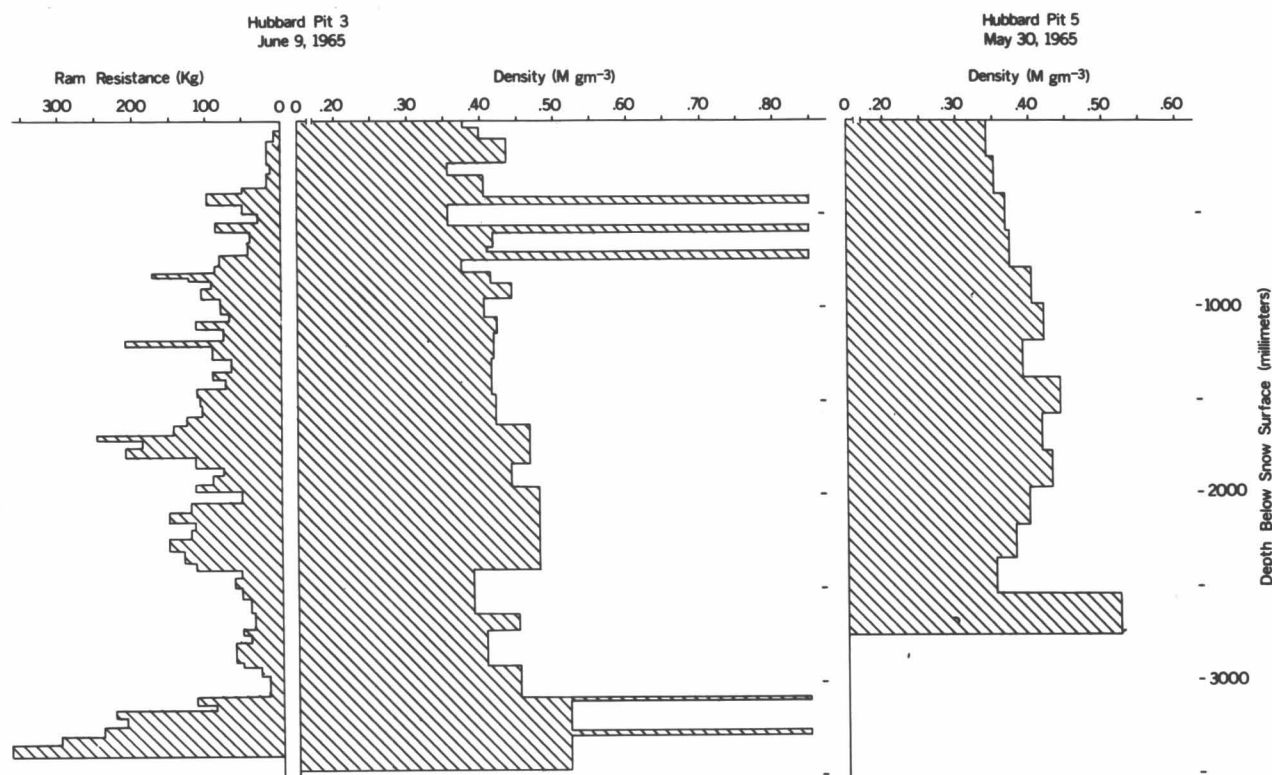 Hubbard Pit 3
June 9, 1965
Hubbard Pit 5
May 30, 1965
Ram Resistance (Kg)
Density (M gm-3)
Density (M gm-3)
300 200 100 0 0 .20 .30 .40 .50 .60 .70 .80
0 .20 .30 .40 .50 .60
1000
2000
3000
Depth Below Snow Surface (millimeters)